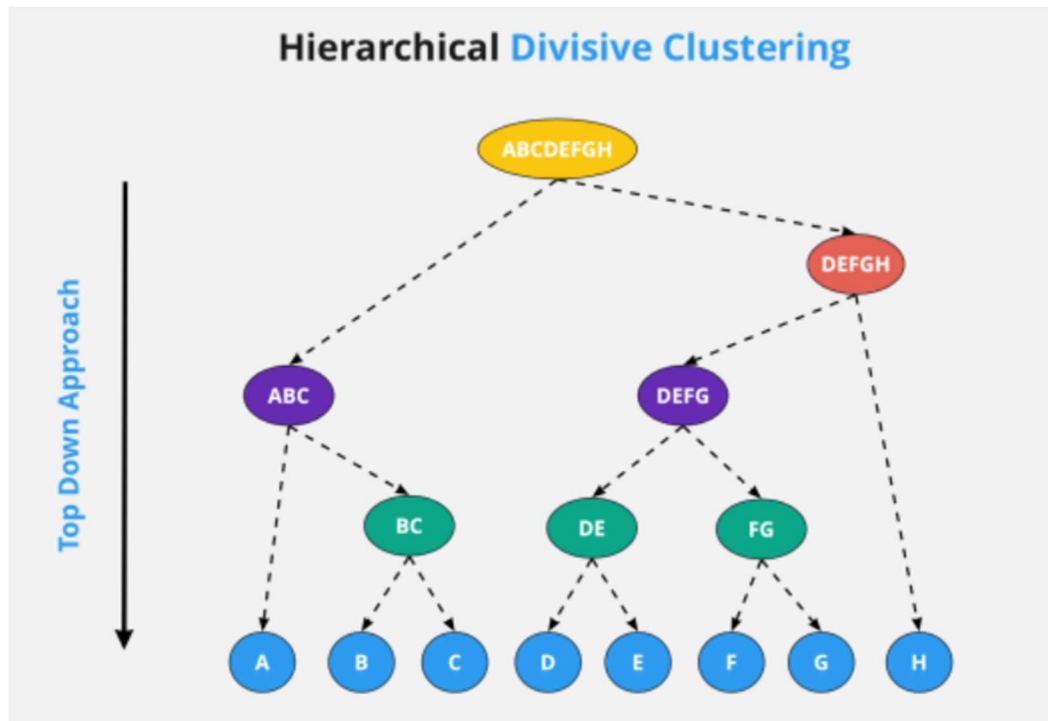 Hierarchical Divisive Clustering
ABCDEFGH
DEFGH
Top Down Approach
ABC
DEFG
BC
DE
FG
A
B
C
D
E
F
G
H